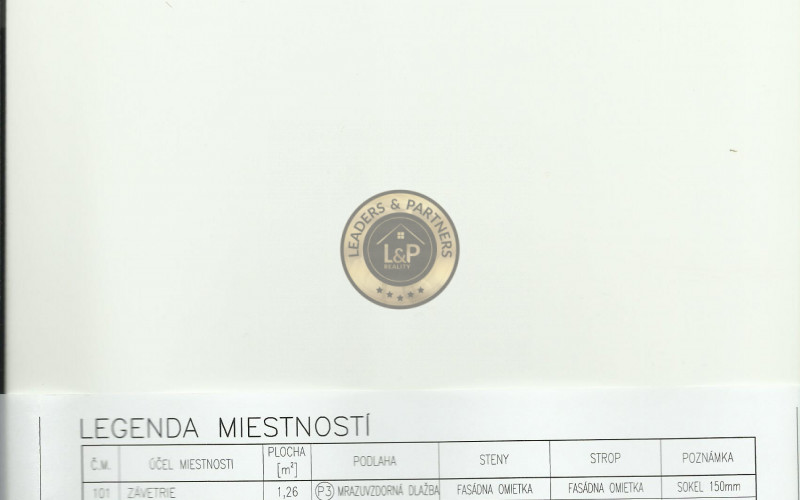 LEADERS & PARTNERS
L&P
REALITY
LEGENDA MIESTNOSTÍ
Č.M. ÚČEL MIESTNOSTI PLOCHA [m²] PODLAHA STENY STROP POZNÁMKA
101 ZÁVETRIE 1,26 P3 MRAZUVZDORNÁ DLAŽBA FASÁDNA OMIETKA FASÁDNA OMIETKA SOKEL 150mm